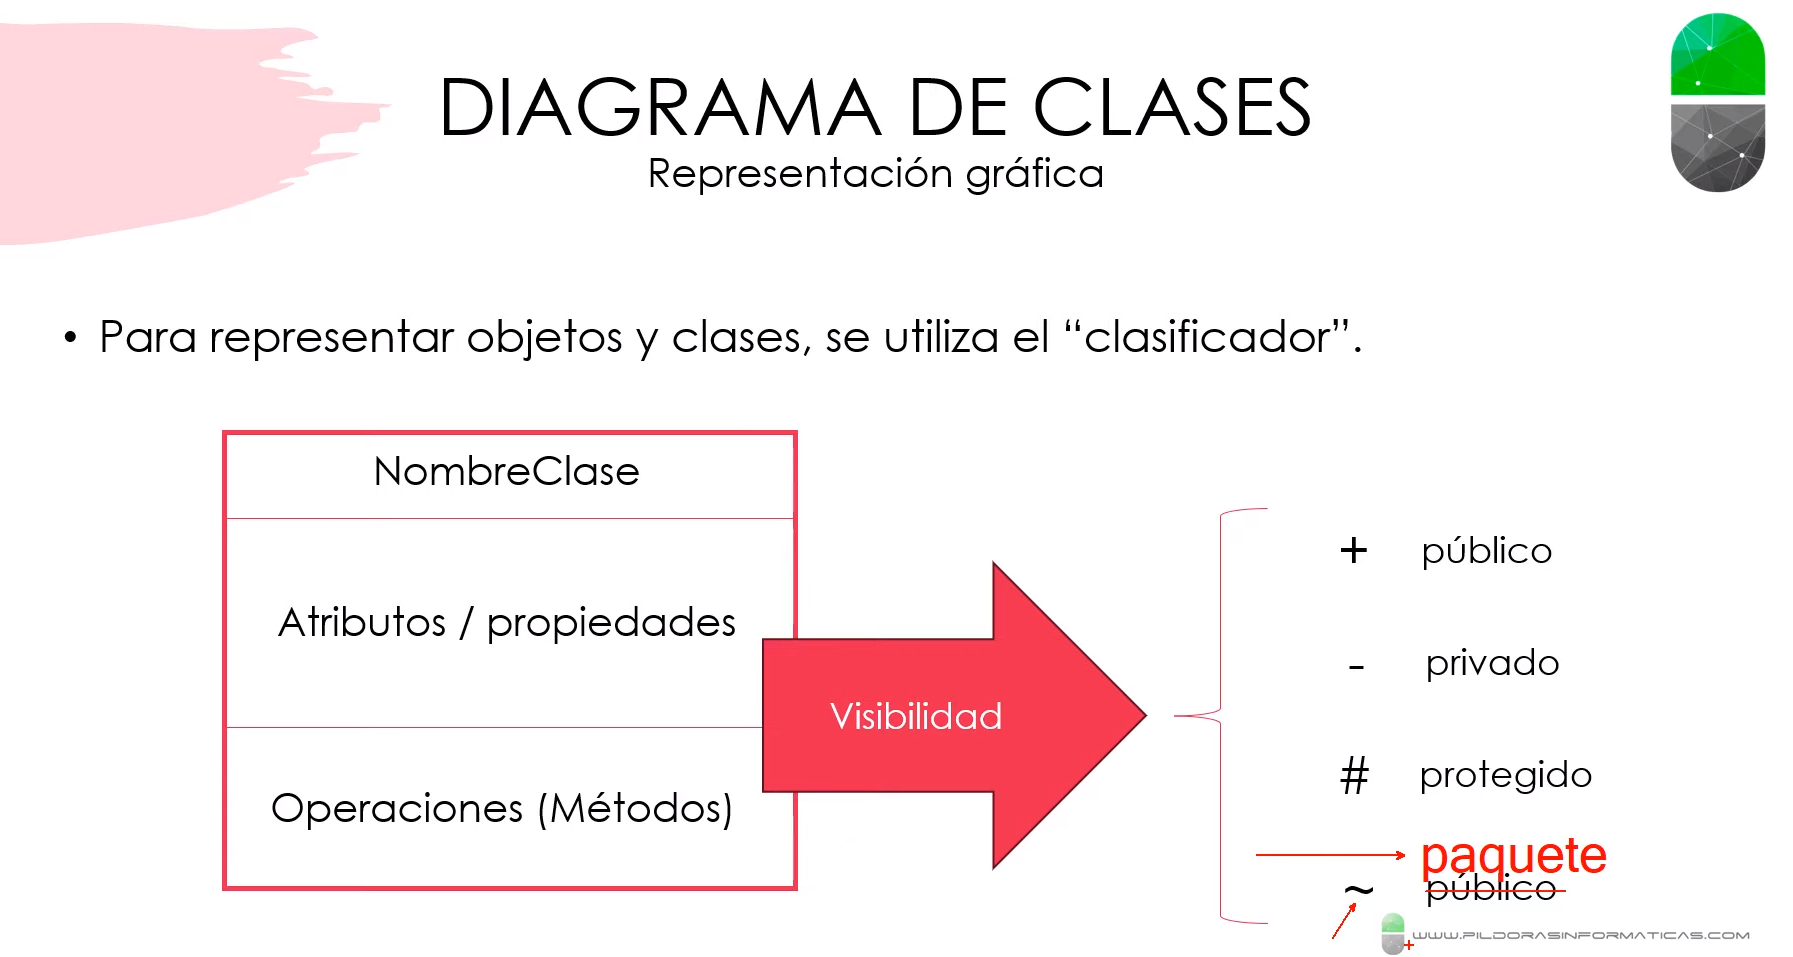 DIAGRAMA DE CLASES
Representación gráfica
• Para representar objetos y clases, se utiliza el “clasificador”.
NombreClase
Atributos / propiedades
Operaciones (Métodos)
Visibilidad
+ público
- privado
# protegido
paquete
~ público
WWW.PILDORASINFORMATICAS.COM